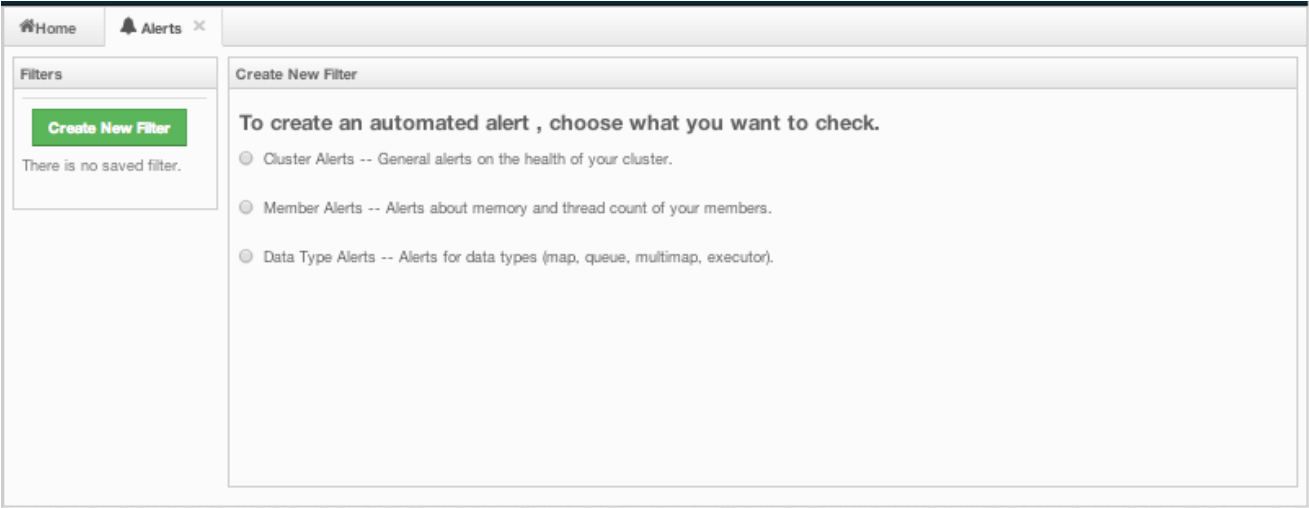 Home
Alerts
Filters
Create New Filter
There is no saved filter.
Create New Filter
To create an automated alert , choose what you want to check.
Cluster Alerts -- General alerts on the health of your cluster.
Member Alerts -- Alerts about memory and thread count of your members.
Data Type Alerts -- Alerts for data types (map, queue, multimap, executor).